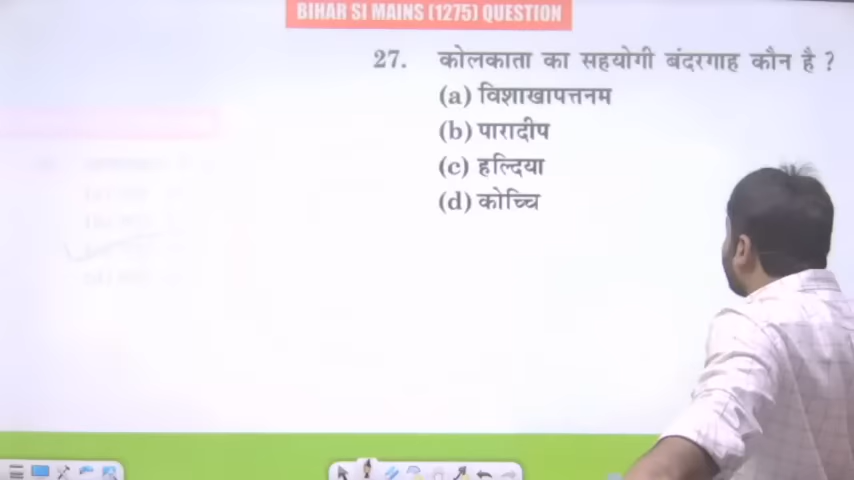 BIHAR SI MAINS (1275) QUESTION
27. कोलकाता का सहयोगी बंदरगाह कौन है ?
(a) विशाखापत्तनम
(b) पारादीप
(c) हल्दिया
(d) कोच्चि